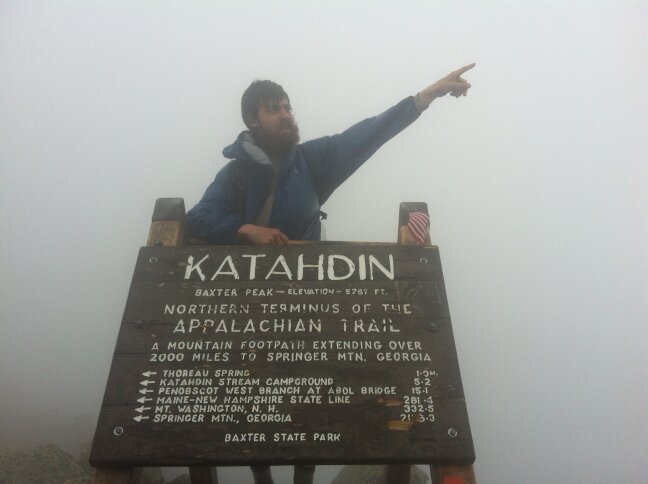 KATAHDIN
BAXTER PEAK — ELEVATION — 5267 FT.
NORTHERN TERMINUS OF THE
APPALACHIAN TRAIL
A MOUNTAIN FOOTPATH EXTENDING OVER
2000 MILES TO SPRINGER MTN. GEORGIA
THOREAU SPRING
KATAHDIN STREAM CAMPGROUND 5.2
PENOBSCOT WEST BRANCH AT ABOL BRIDGE 15.1
MAINE-NEW HAMPSHIRE STATE LINE 281.4
MT. WASHINGTON, N. H. 332.5
SPRINGER MTN., GEORGIA
BAXTER STATE PARK